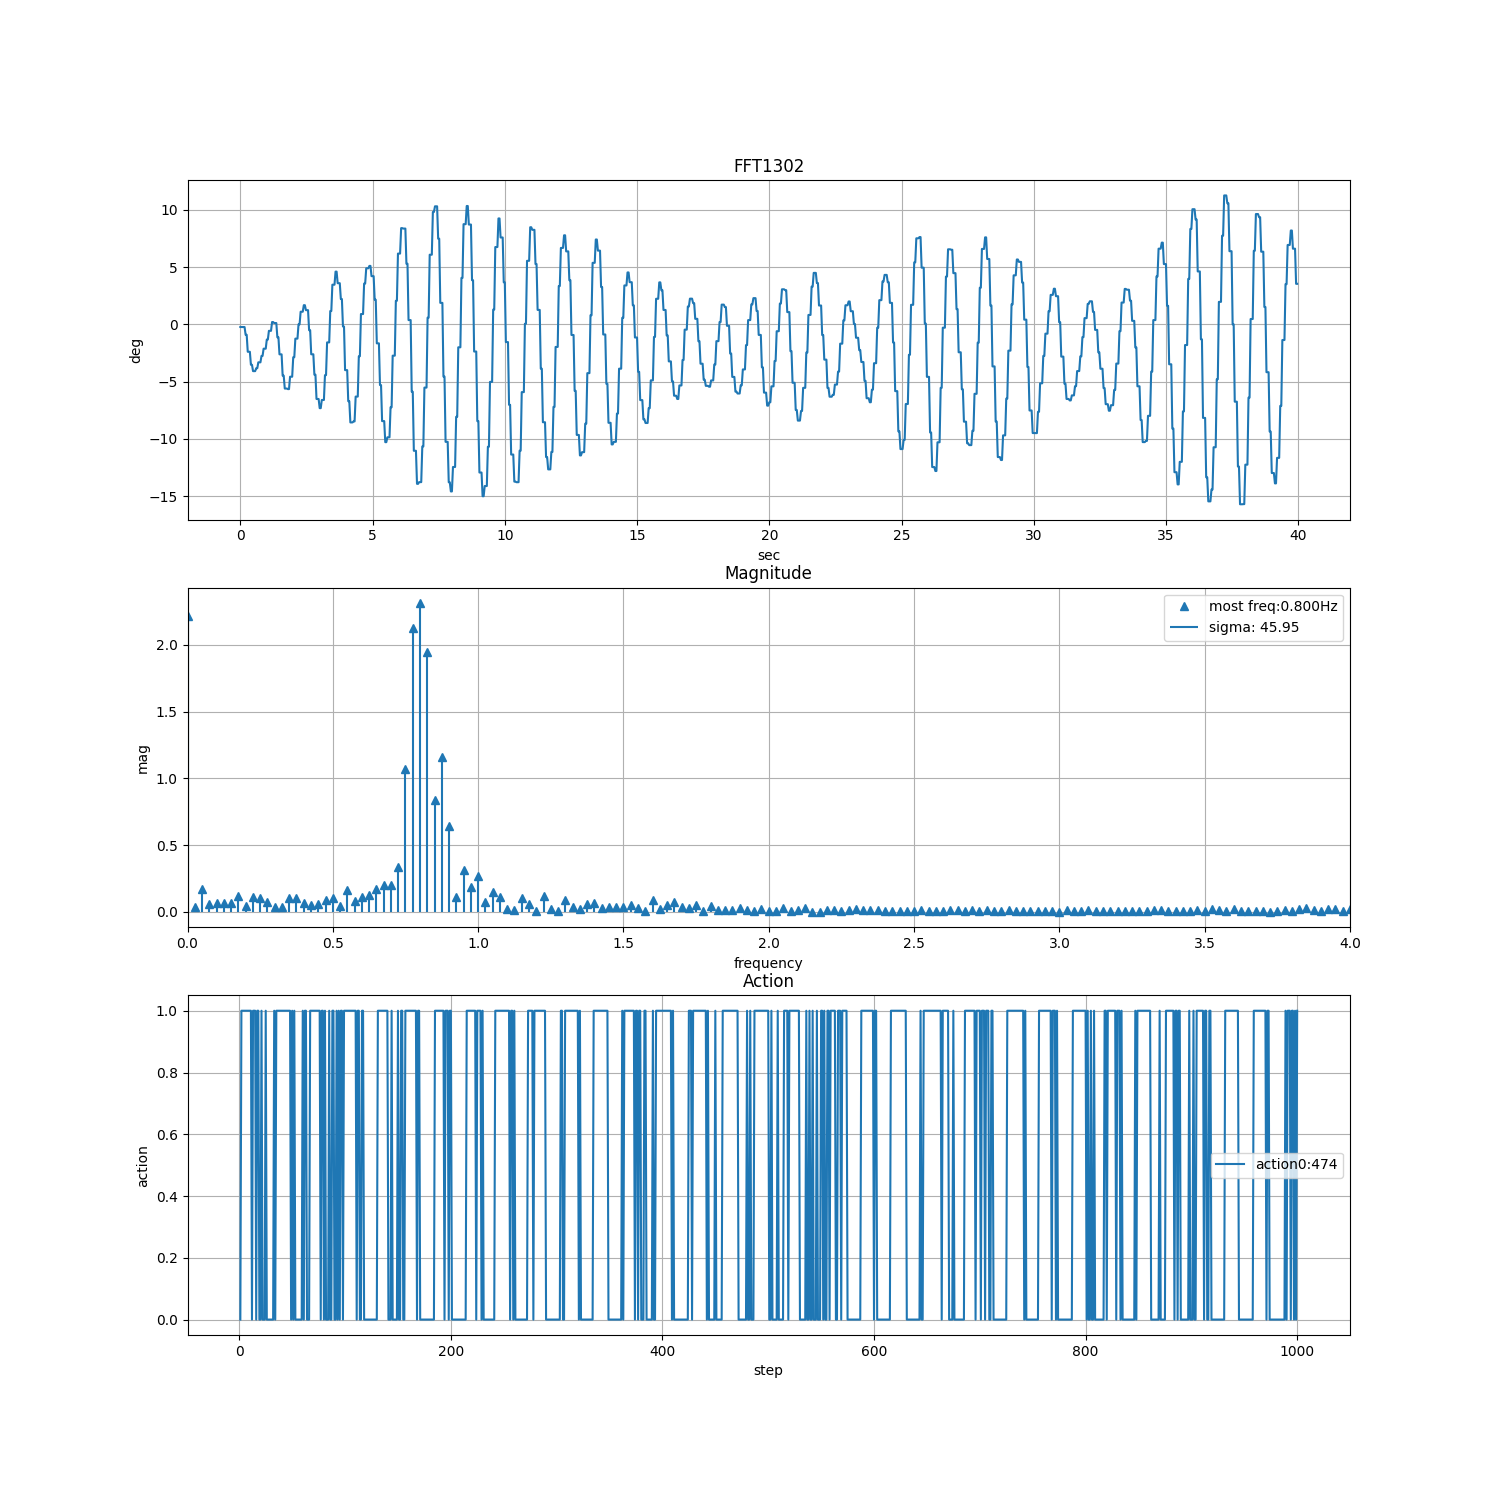 FFT1302
10
5
0
−5
−10
−15
deg
0 5 10 15 20 25 30 35 40
sec
Magnitude
most freq:0.800Hz
sigma: 45.95
2.0
1.5
1.0
0.5
0.0
mag
0.0 0.5 1.0 1.5 2.0 2.5 3.0 3.5 4.0
frequency
Action
1.0
0.8
0.6
0.4
0.2
0.0
action
action0:474
0 200 400 600 800 1000
step